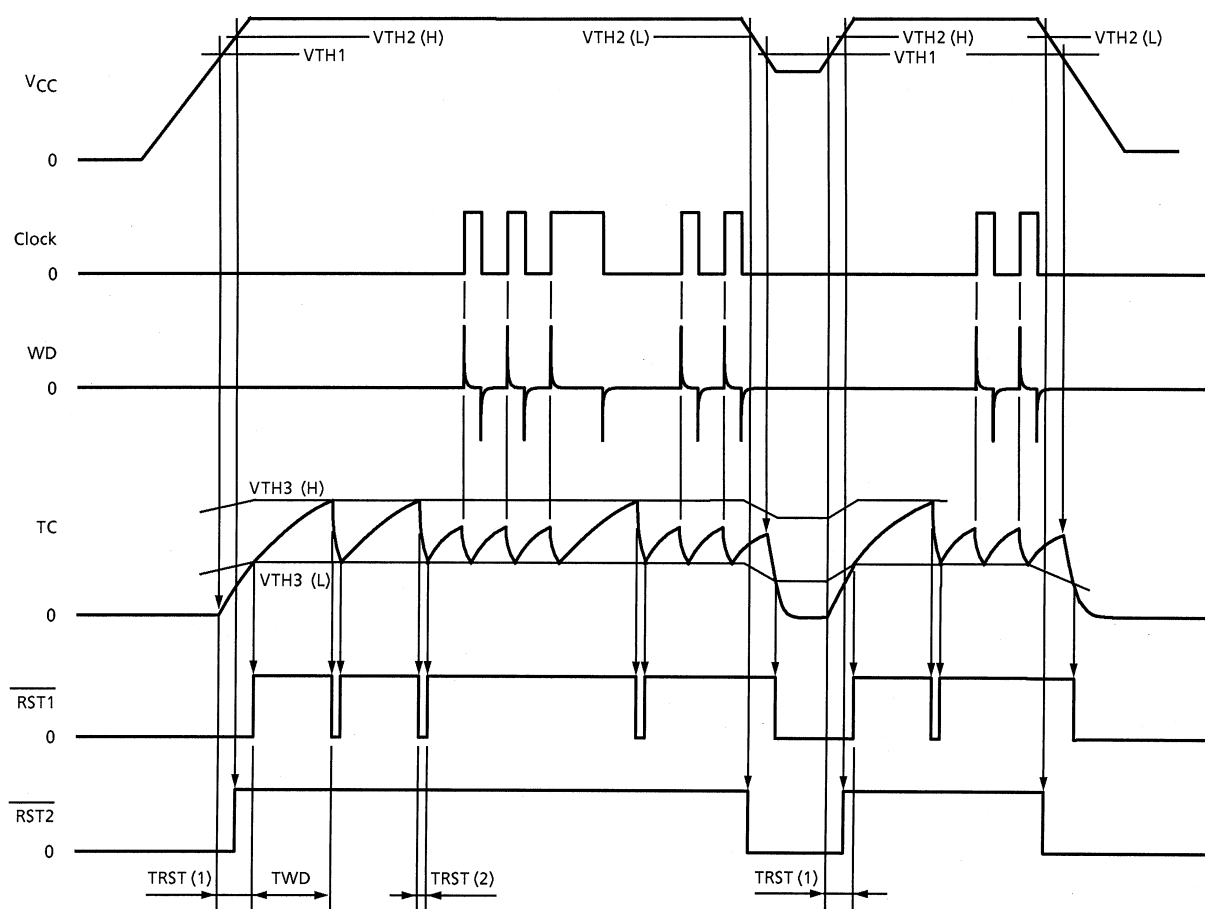 VTH2 (H)
VTH2 (L)
VTH2 (H)
VTH2 (L)
VTH1
VTH1
VCC
0
Clock
0
WD
0
VTH3 (H)
TC
VTH3 (L)
0
RST1
0
RST2
0
TRST (1)
TWD
TRST (2)
TRST (1)